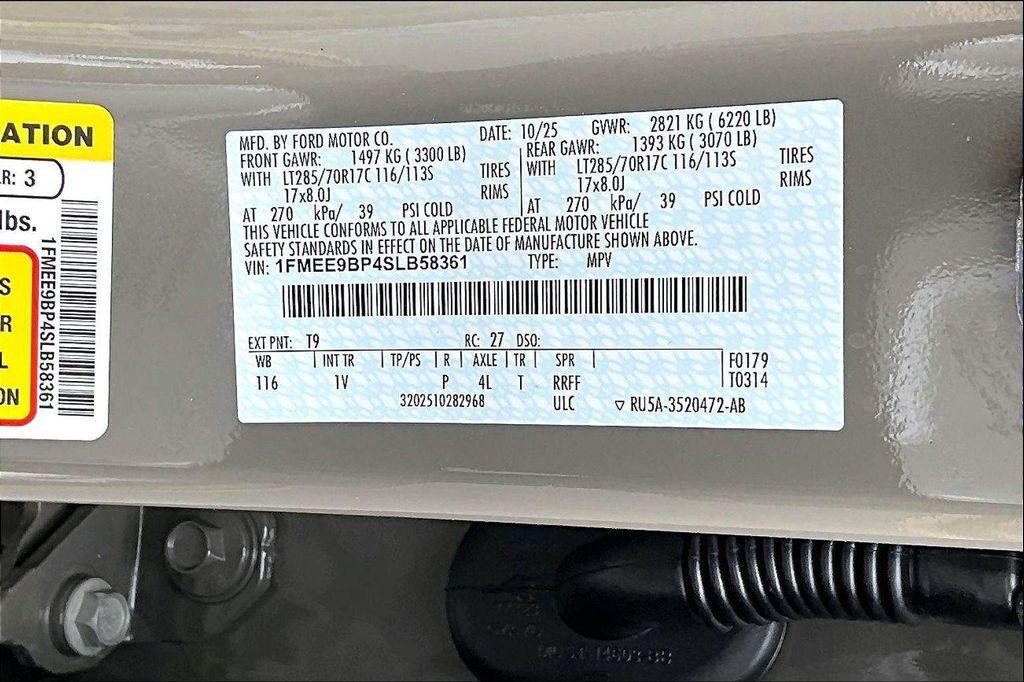 ATION
R: 3
lbs.
1FMEE9BP4SLB58361
S
R
L
ON
MFD. BY FORD MOTOR CO. DATE: 10/25 GVWR: 2821 KG ( 6220 LB)
FRONT GAWR: 1497 KG ( 3300 LB) REAR GAWR: 1393 KG ( 3070 LB)
WITH LT285/70R17C 116/113S TIRES WITH LT285/70R17C 116/113S TIRES
17x8.0J RIMS 17x8.0J RIMS
AT 270 kPa/ 39 PSI COLD AT 270 kPa/ 39 PSI COLD
THIS VEHICLE CONFORMS TO ALL APPLICABLE FEDERAL MOTOR VEHICLE
SAFETY STANDARDS IN EFFECT ON THE DATE OF MANUFACTURE SHOWN ABOVE.
VIN: 1FMEE9BP4SLB58361 TYPE: MPV
EXT PNT: T9 RC: 27 DSO:
WB INT TR TP/PS R AXLE TR SPR F0179
116 1V P 4L T RRFF T0314
3202510282968 ULC ▽ RU5A-3520472-AB